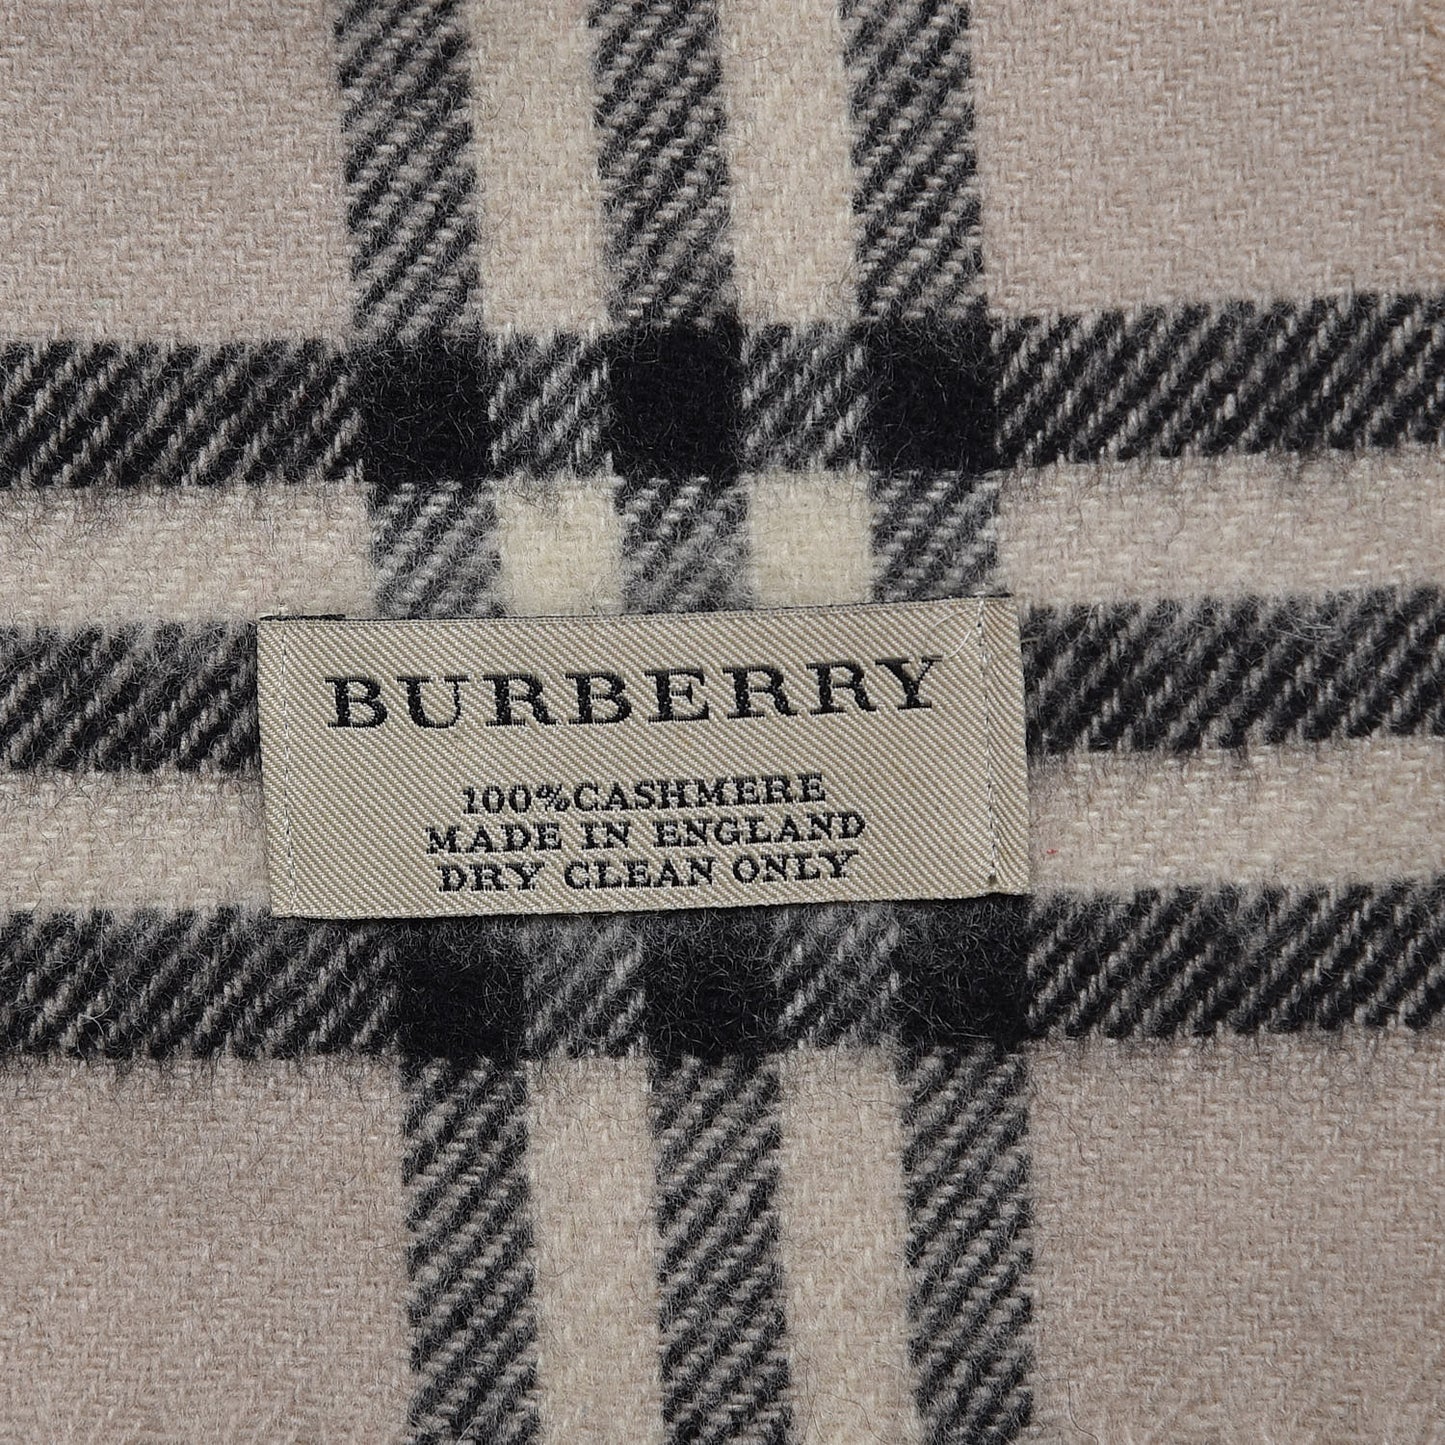 BURBERRY
100%CASHMERE
MADE IN ENGLAND
DRY CLEAN ONLY